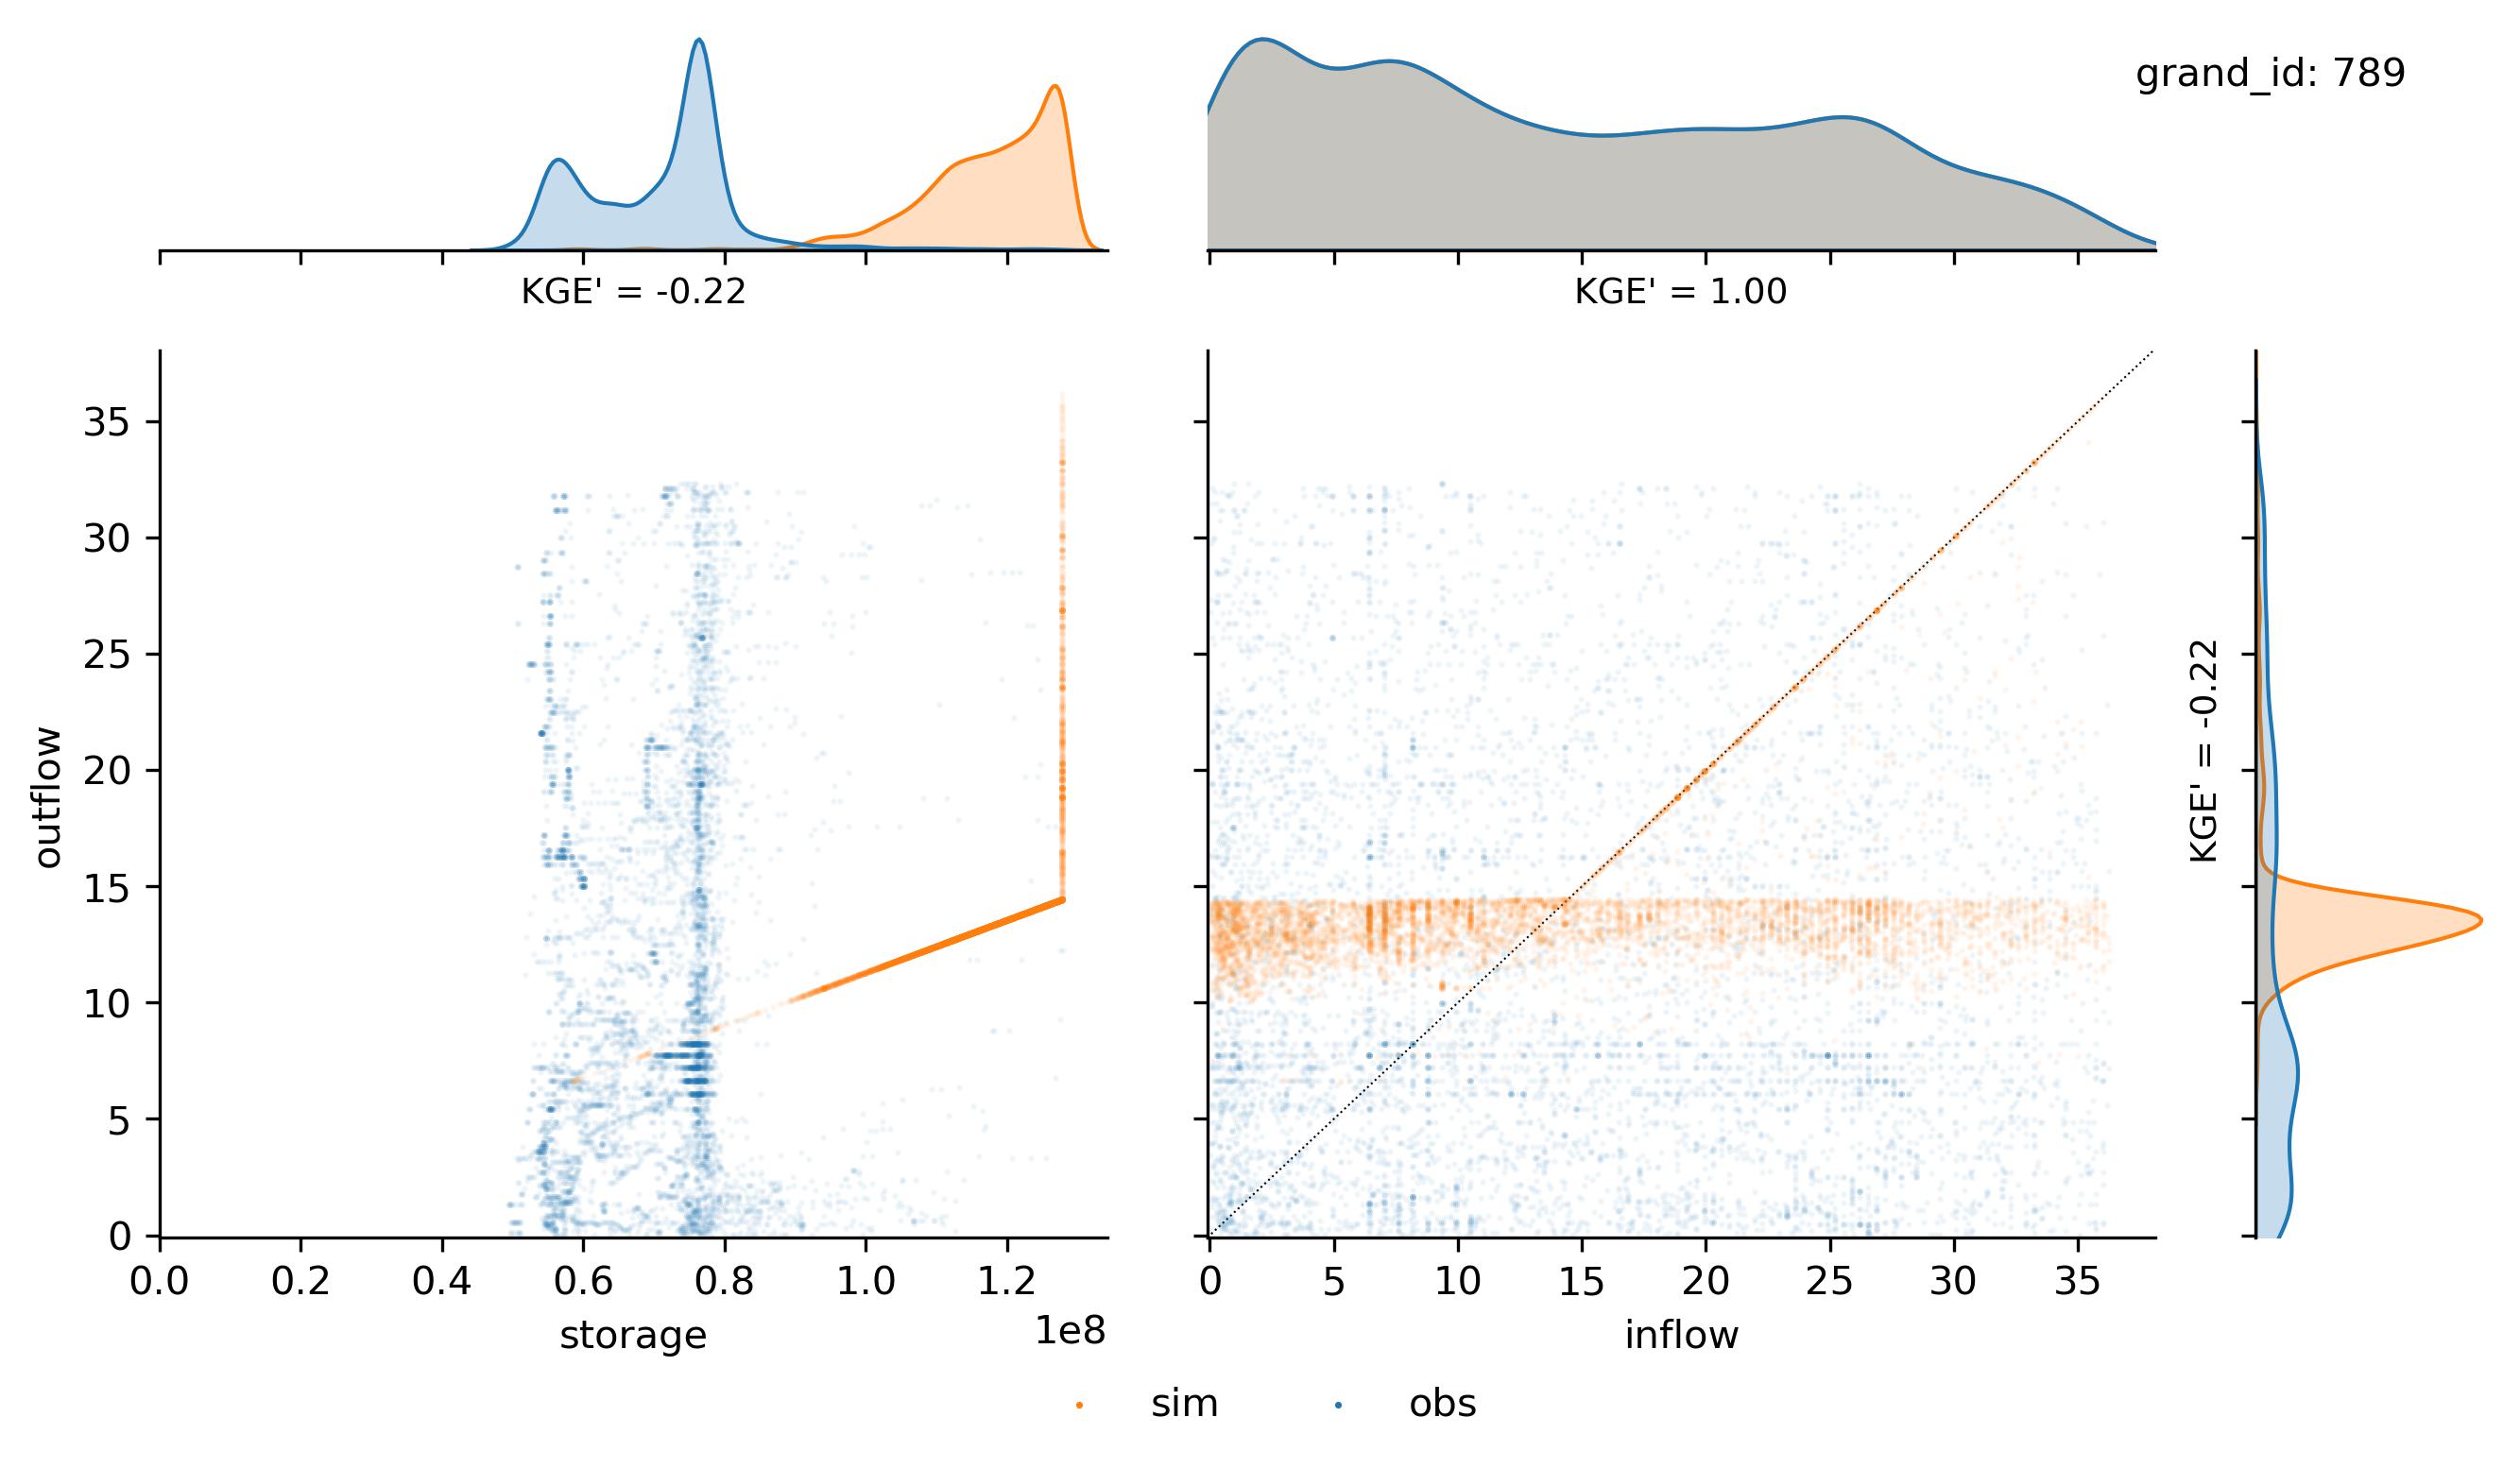 grand_id: 789
KGE' = -0.22
KGE' = 1.00
35
30
25
20
15
10
5
0
outflow
KGE' = -0.22
0.0 0.2 0.4 0.6 0.8 1.0 1.2
1e8
storage
0 5 10 15 20 25 30 35
inflow
sim obs